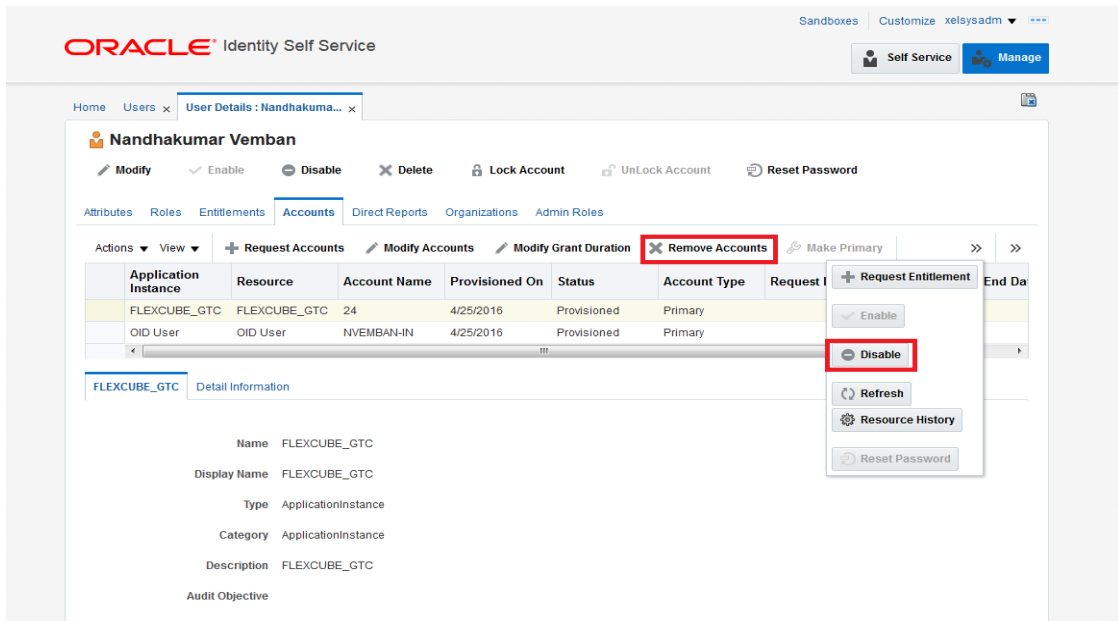 Sandboxes Customize xelsysadm
ORACLE Identity Self Service
Self Service Manage
Home Users x User Details : Nandhakuma... x
Nandhakumar Vemban
Modify Enable Disable Delete Lock Account UnLock Account Reset Password
Attributes Roles Entitlements Accounts Direct Reports Organizations Admin Roles
Actions View Request Accounts Modify Accounts Modify Grant Duration Remove Accounts Make Primary » »
Application Instance Resource Account Name Provisioned On Status Account Type Request End Dat
FLEXCUBE_GTC FLEXCUBE_GTC 24 4/25/2016 Provisioned Primary
OID User OID User NVEMBAN-IN 4/25/2016 Provisioned Primary
Request Entitlement
Enable
Disable
Refresh
Resource History
Reset Password
FLEXCUBE_GTC Detail Information
Name FLEXCUBE_GTC
Display Name FLEXCUBE_GTC
Type ApplicationInstance
Category ApplicationInstance
Description FLEXCUBE_GTC
Audit Objective